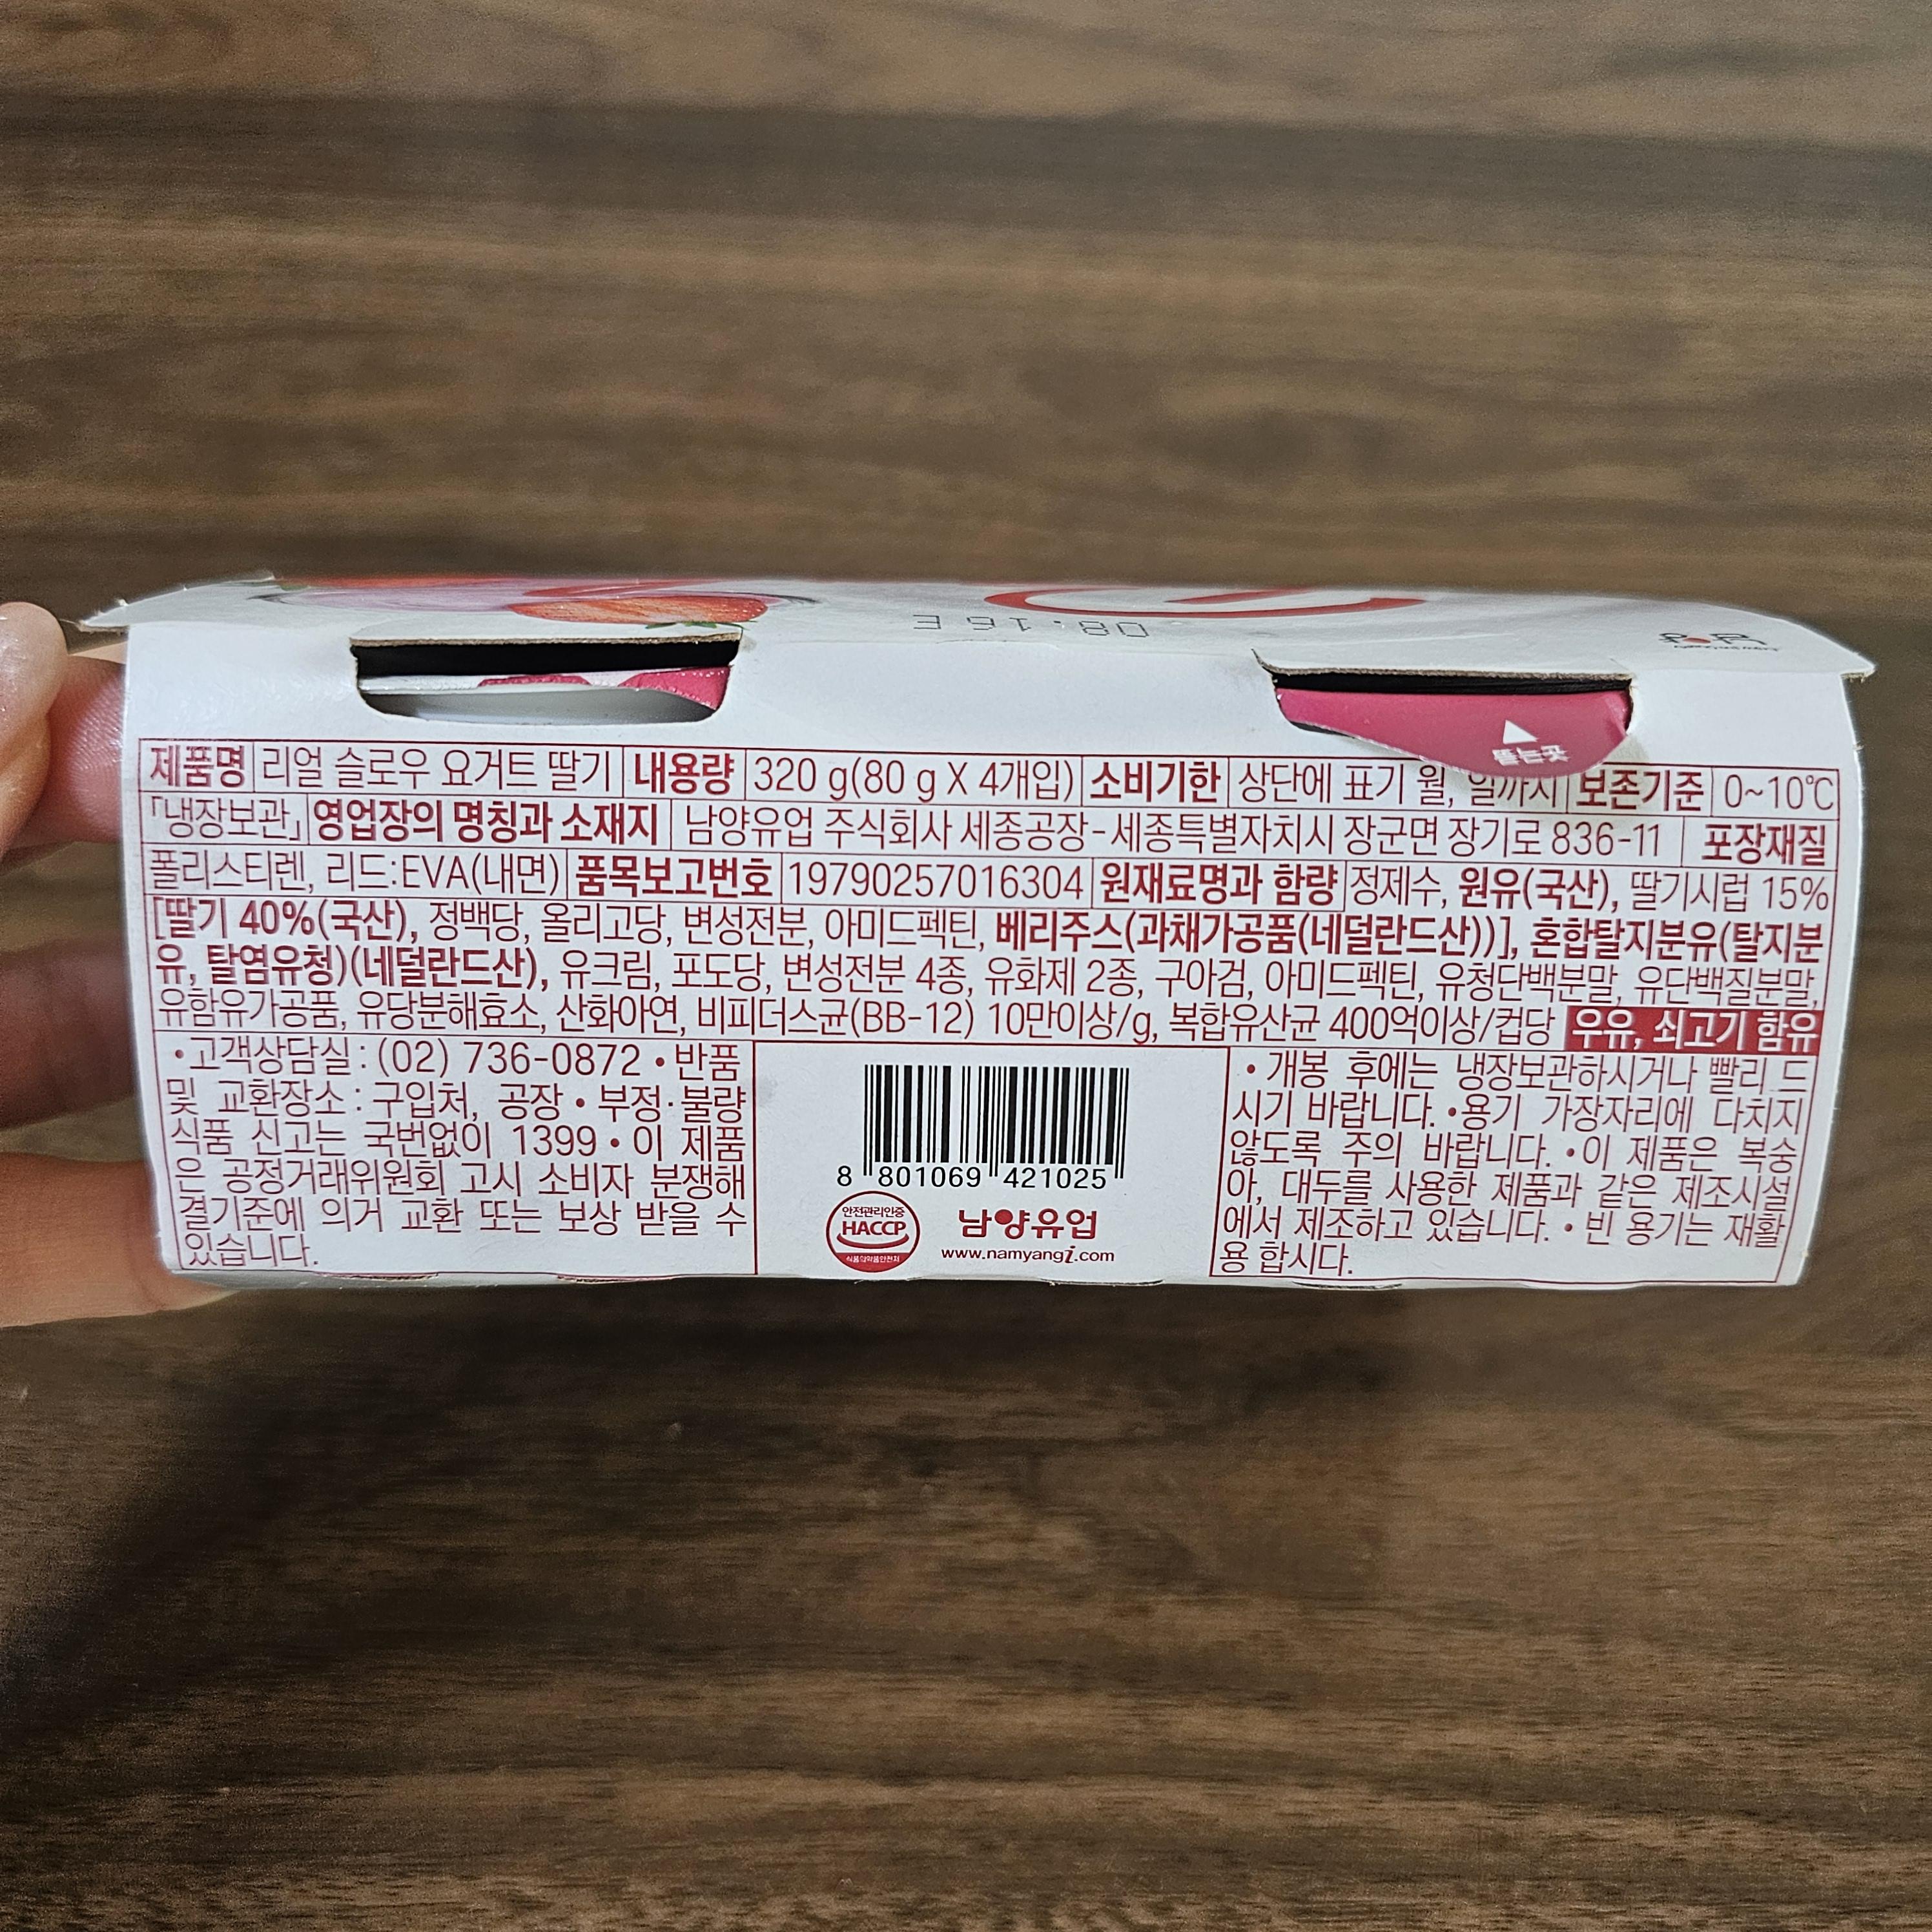 08.16 E
뜯는곳
제품명 리얼 슬로우 요거트 딸기 내용량 320 g(80 g X 4개입) 소비기한 상단에 표기 월, 일까지 보존기준 0~10℃
「냉장보관」 영업장의 명칭과 소재지 남양유업 주식회사 세종공장-세종특별자치시 장군면 장기로 836-11 포장재질
폴리스티렌, 리드:EVA(내면) 품목보고번호 19790257016304 원재료명과 함량 정제수, 원유(국산), 딸기시럽 15%
[딸기 40%(국산), 정백당, 올리고당, 변성전분, 아미드펙틴, 베리주스(과채가공품(네덜란드산))], 혼합탈지분유(탈지분
유, 탈염유청)(네덜란드산), 유크림, 포도당, 변성전분 4종, 유화제 2종, 구아검, 아미드펙틴, 유청단백분말, 유단백질분말,
유함유가공품, 유당분해효소, 산화아연, 비피더스균(BB-12) 10만이상/g, 복합유산균 400억이상/컵당 우유, 쇠고기 함유
•고객상담실 : (02) 736-0872 •반품
및 교환장소 : 구입처, 공장 • 부정·불량
식품 신고는 국번없이 1399 • 이 제품
은 공정거래위원회 고시 소비자 분쟁해
결기준에 의거 교환 또는 보상 받을 수
있습니다.
8 801069 421025
안전관리인증
HACCP
식품의약품안전처
남양유업
www.namyangi.com
• 개봉 후에는 냉장보관하시거나 빨리 드
시기 바랍니다. •용기 가장자리에 다치지
않도록 주의 바랍니다. •이 제품은 복숭
아, 대두를 사용한 제품과 같은 제조시설
에서 제조하고 있습니다. • 빈 용기는 재활
용 합시다.